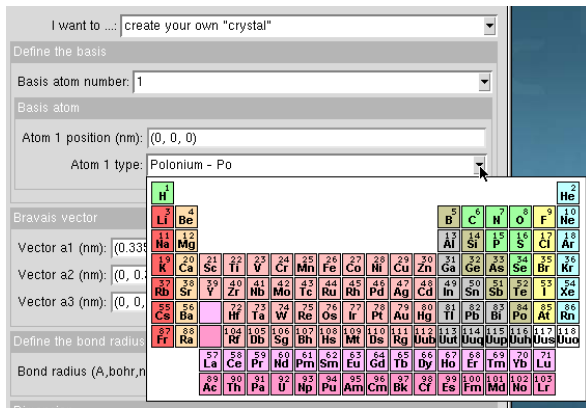 I want to ...: create your own "crystal"
Define the basis
Basis atom number: 1
Basis atom
Atom 1 position (nm): (0, 0, 0)
Atom 1 type: Polonium - Po
1 2
H He
3 4 5 6 7 8 9 10
Li Be B C N O F Ne
11 12 13 14 15 16 17 18
Na Mg Al Si P S Cl Ar
19 20 21 22 23 24 25 26 27 28 29 30 31 32 33 34 35 36
K Ca Sc Ti V Cr Mn Fe Co Ni Cu Zn Ga Ge As Se Br Kr
37 38 39 40 41 42 43 44 45 46 47 48 49 50 51 52 53 54
Rb Sr Y Zr Nb Mo Tc Ru Rh Pd Ag Cd In Sn Sb Te I Xe
55 56 72 73 74 75 76 77 78 79 80 81 82 83 84 85 86
Cs Ba Hf Ta W Re Os Ir Pt Au Hg Tl Pb Bi Po At Rn
87 88 104 105 106 107 108 109 110 111 112 113 114 115 116 117 118
Fr Ra Rf Db Sg Bh Hs Mt Ds Rg Uub Uut Uuq Uup Uuh Uus Uuo
57 58 59 60 61 62 63 64 65 66 67 68 69 70 71
La Ce Pr Nd Pm Sm Eu Gd Tb Dy Ho Er Tm Yb Lu
89 90 91 92 93 94 95 96 97 98 99 100 101 102 103
Ac Th Pa U Np Pu Am Cm Bk Cf Es Fm Md No Lr
Bravais vector
Vector a1 (nm): (0.335
Vector a2 (nm): (0, 0.3
Vector a3 (nm): (0, 0,
Define the bond radius
Bond radius (A,bohr,n